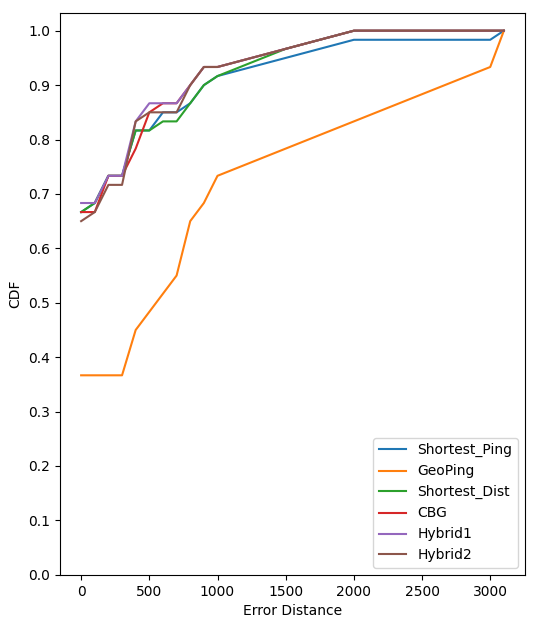 1.0
0.9
0.8
0.7
0.6
0.5
0.4
0.3
0.2
0.1
0.0
CDF
Shortest_Ping
GeoPing
Shortest_Dist
CBG
Hybrid1
Hybrid2
0 500 1000 1500 2000 2500 3000
Error Distance